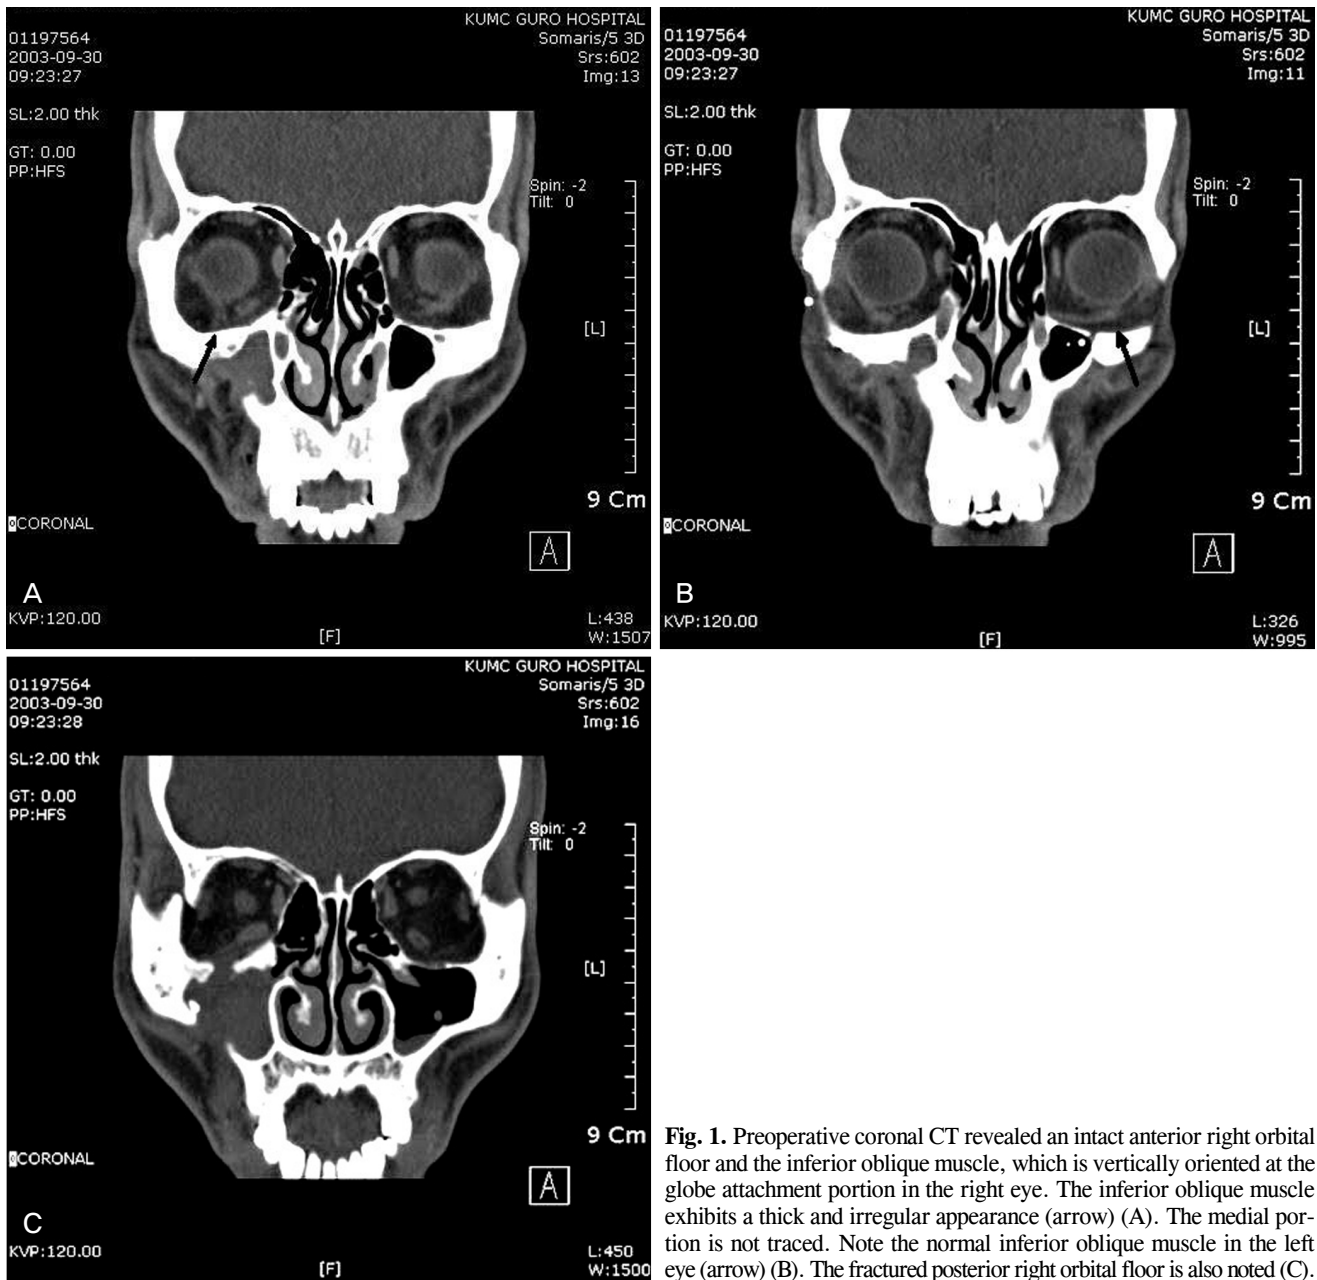 KUMC GURO HOSPITAL
01197564
Somaris/5 3D
2003-09-30
Srs:602
09:23:27
Img:13
SL:2.00 thk
GT: 0.00
PP:HFS
Spin: -2
Tilt: 0
[L]
9 Cm
CORONAL
A
A
KVP:120.00
[F]
L:438
W:1507
KUMC GURO HOSPITAL
01197564
Somaris/5 3D
2003-09-30
Srs:602
09:23:27
Img:11
SL:2.00 thk
GT: 0.00
PP:HFS
Spin: -2
Tilt: 0
[L]
9 Cm
CORONAL
A
B
KVP:120.00
[F]
L:326
W:995
KUMC GURO HOSPITAL
01197564
Somaris/5 3D
2003-09-30
Srs:602
09:23:28
Img:16
SL:2.00 thk
GT: 0.00
PP:HFS
Spin: -2
Tilt: 0
[L]
9 Cm
CORONAL
A
C
KVP:120.00
[F]
L:450
W:1500
Fig. 1. Preoperative coronal CT revealed an intact anterior right orbital
floor and the inferior oblique muscle, which is vertically oriented at the
globe attachment portion in the right eye. The inferior oblique muscle
exhibits a thick and irregular appearance (arrow) (A). The medial por-
tion is not traced. Note the normal inferior oblique muscle in the left
eye (arrow) (B). The fractured posterior right orbital floor is also noted (C).